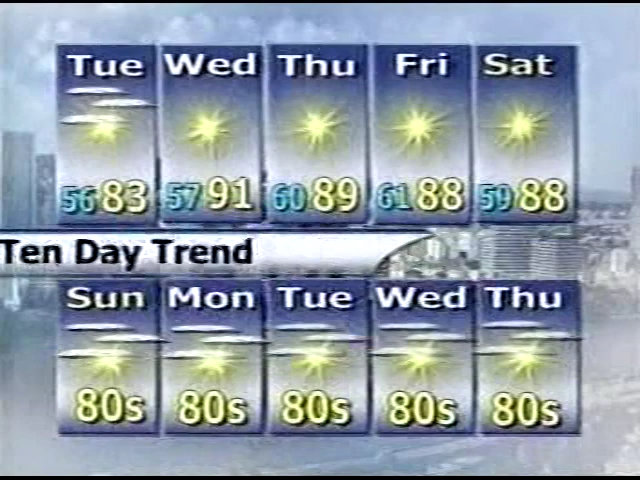 Tue Wed Thu Fri Sat
56 83 57 91 60 89 61 88 59 88
Ten Day Trend
Sun Mon Tue Wed Thu
80s 80s 80s 80s 80s